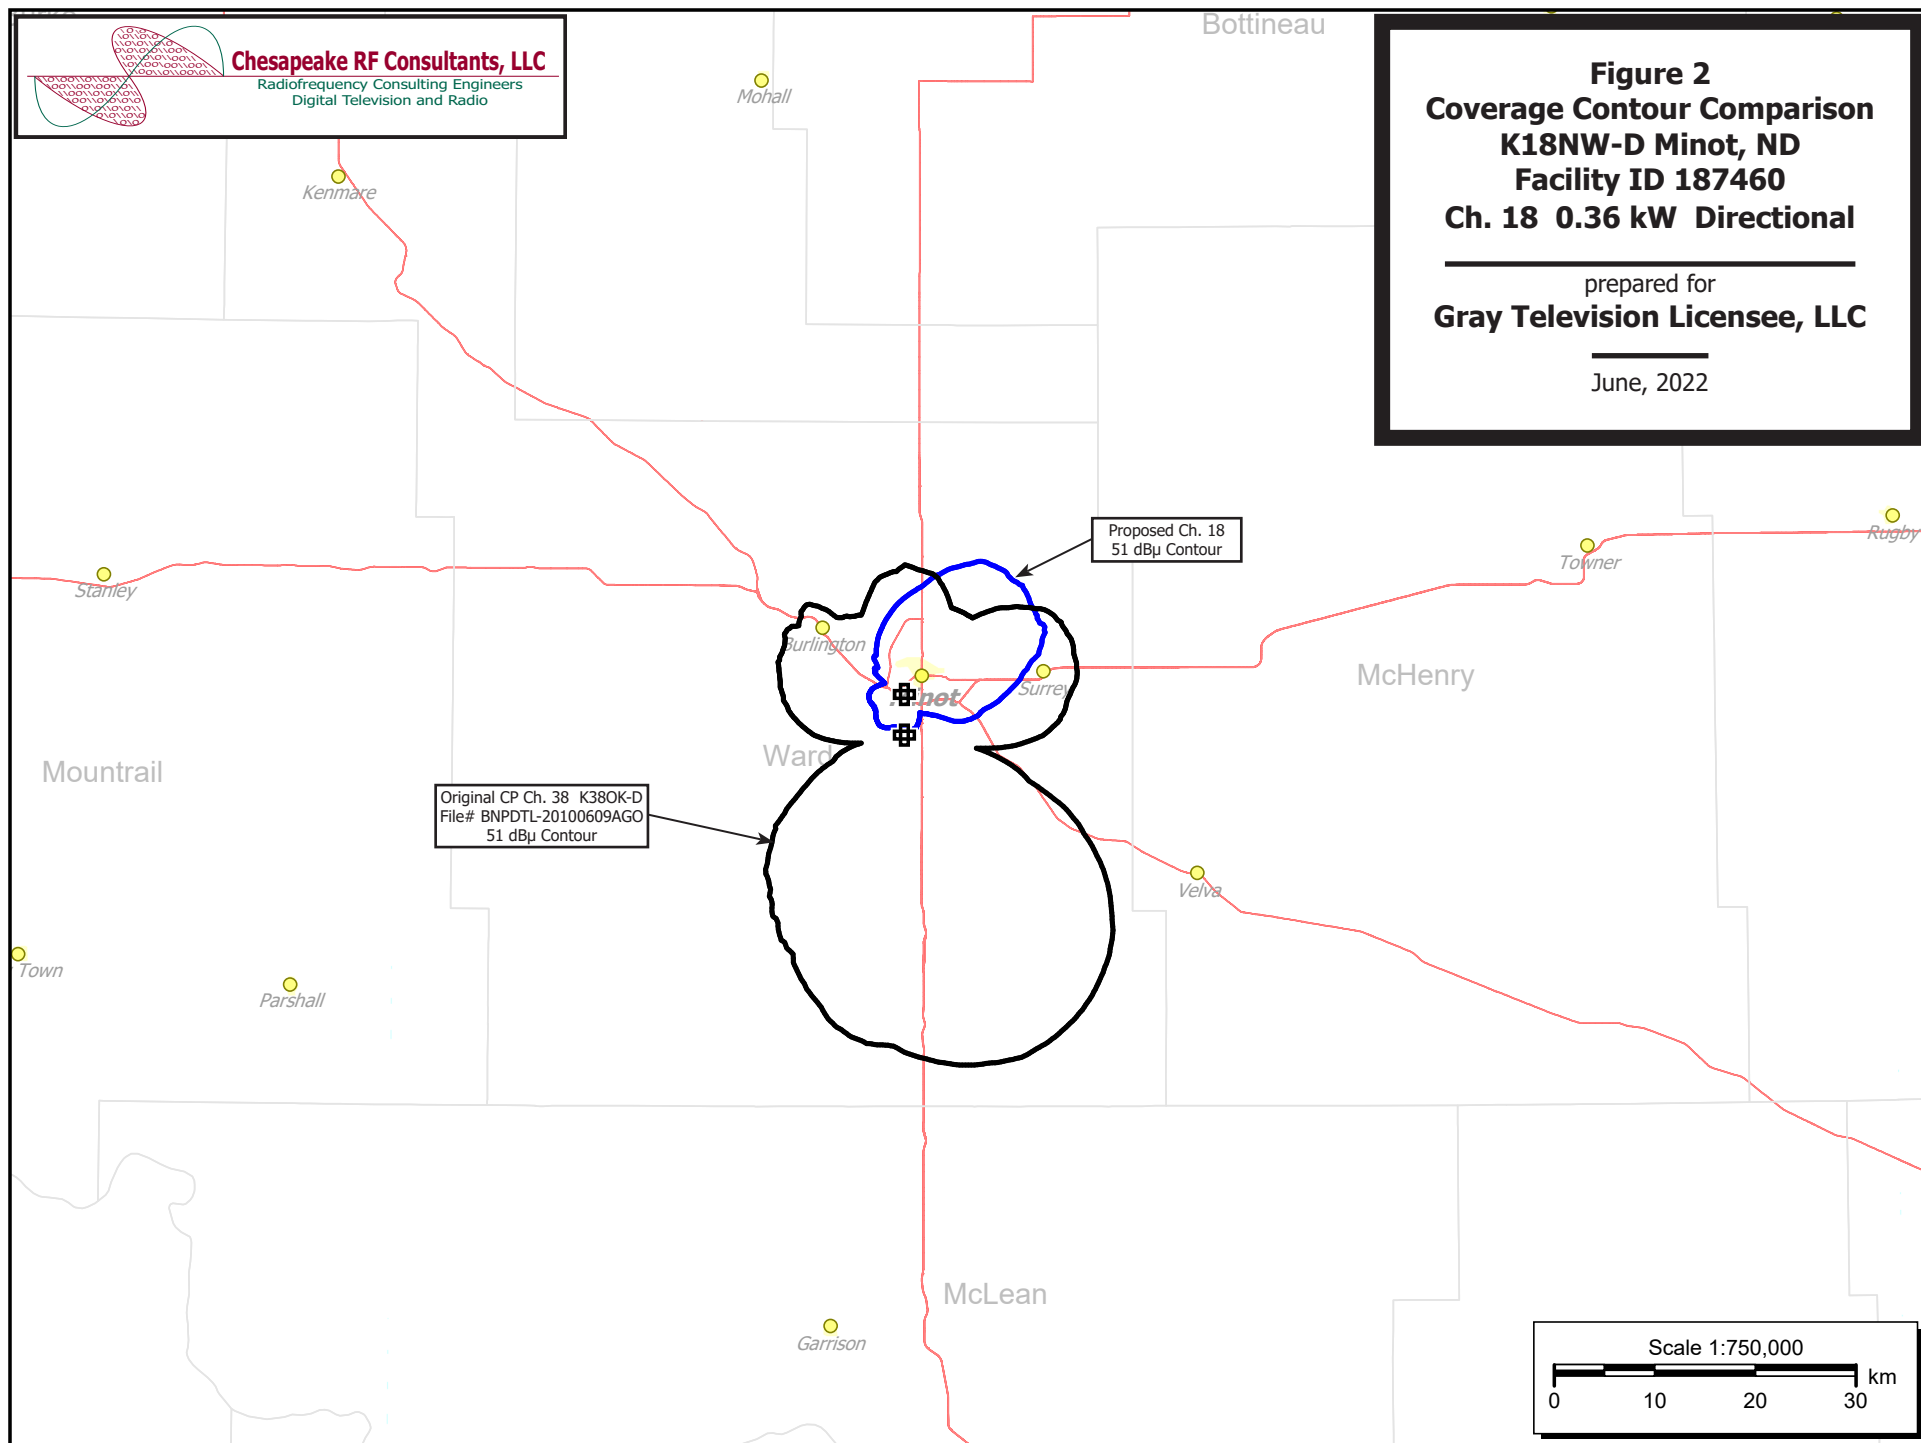 Chesapeake RF Consultants, LLC
Radiofrequency Consulting Engineers
Digital Television and Radio
Figure 2
Coverage Contour Comparison
K18NW-D Minot, ND
Facility ID 187460
Ch. 18 0.36 kW Directional
prepared for
Gray Television Licensee, LLC
June, 2022
Bottineau
Mohall
Kenmare
Proposed Ch. 18
51 dBµ Contour
Stanley
Towner
Rugby
Burlington
Surrey
McHenry
Ward
Mountrail
Original CP Ch. 38 K38OK-D
File# BNPDTL-20100609AGO
51 dBµ Contour
Velva
Town
Parshall
McLean
Garrison
Scale 1:750,000
km
0 10 20 30